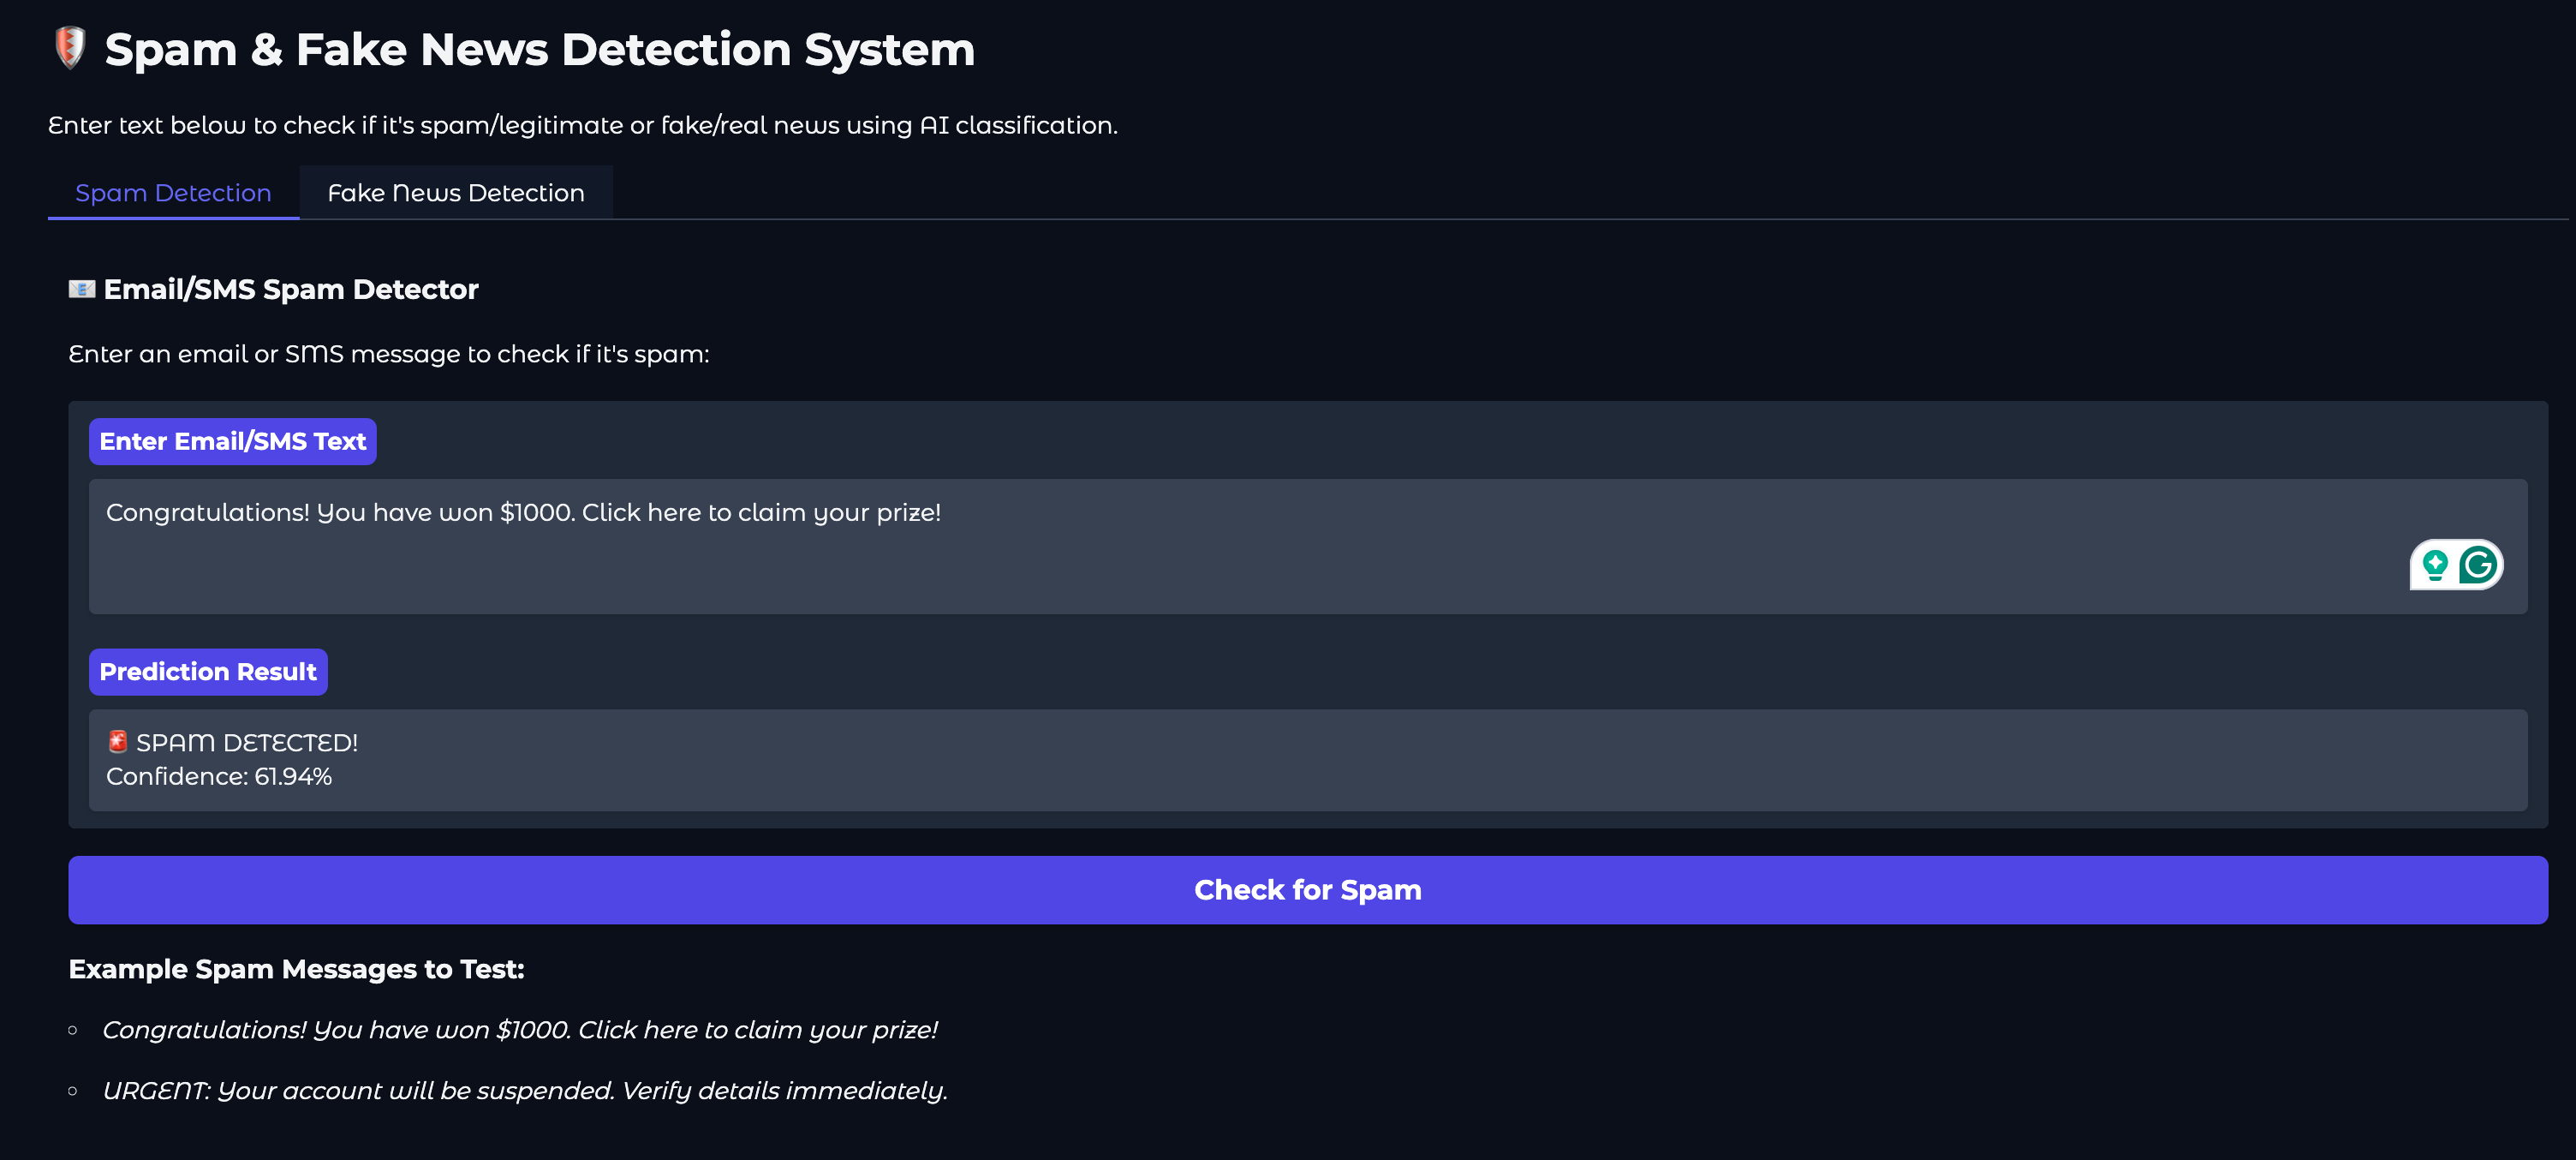 Spam & Fake News Detection System
Enter text below to check if it's spam/legitimate or fake/real news using AI classification.
Spam Detection
Fake News Detection
Email/SMS Spam Detector
Enter an email or SMS message to check if it's spam:
Enter Email/SMS Text
Congratulations! You have won $1000. Click here to claim your prize!
Prediction Result
🚨 SPAM DETECTED!
Confidence: 61.94%
Check for Spam
Example Spam Messages to Test:
Congratulations! You have won $1000. Click here to claim your prize!
URGENT: Your account will be suspended. Verify details immediately.